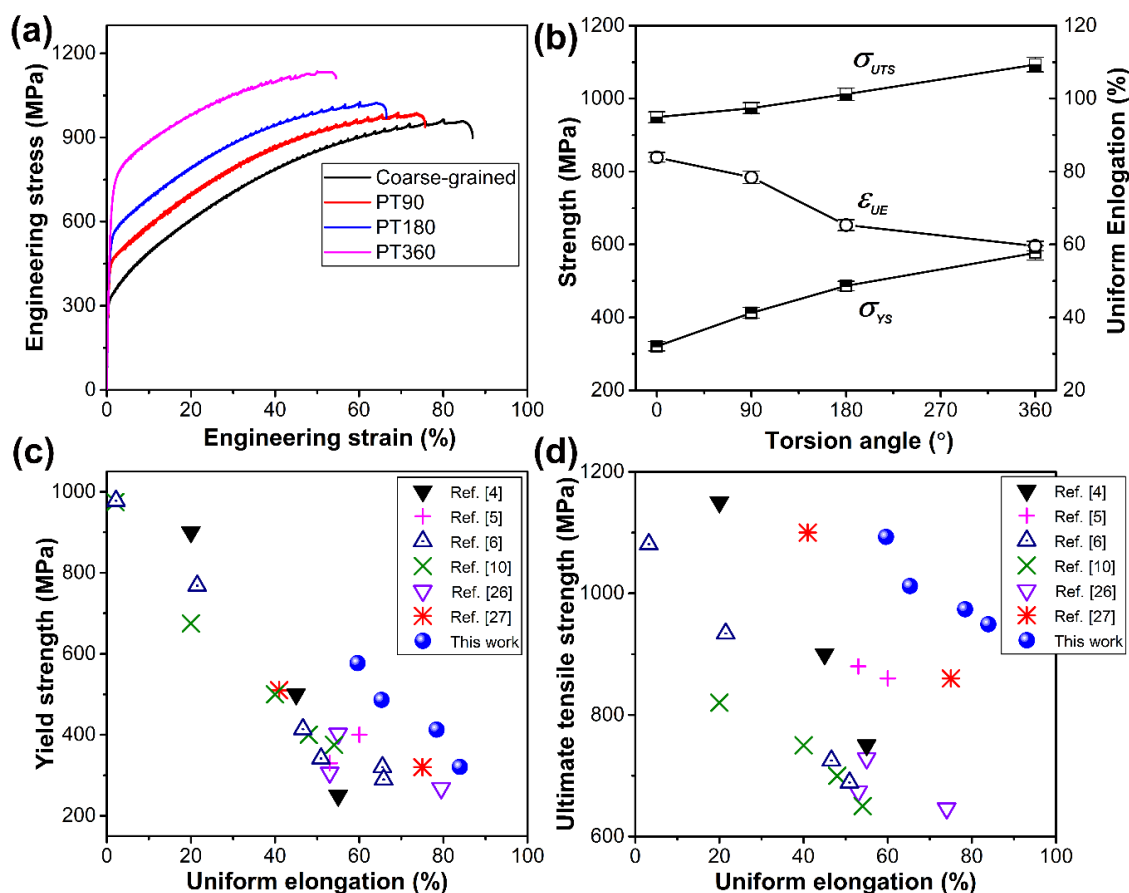 (a)
Engineering stress (MPa)
1200
900
600
300
0
Coarse-grained
PT90
PT180
PT360
0 20 40 60 80 100
Engineering strain (%)
(b)
Strength (MPa)
1200
1000
800
600
400
200
σUTS
εUE
σYS
120
100
80
60
40
20
Uniform Enlogation (%)
0 90 180 270 360
Torsion angle (°)
(c)
Yield strength (MPa)
1000
800
600
400
200
Ref. [4]
Ref. [5]
Ref. [6]
Ref. [10]
Ref. [26]
Ref. [27]
This work
0 20 40 60 80 100
Uniform elongation (%)
(d)
Ultimate tensile strength (MPa)
1200
1000
800
600
Ref. [4]
Ref. [5]
Ref. [6]
Ref. [10]
Ref. [26]
Ref. [27]
This work
0 20 40 60 80 100
Uniform elongation (%)